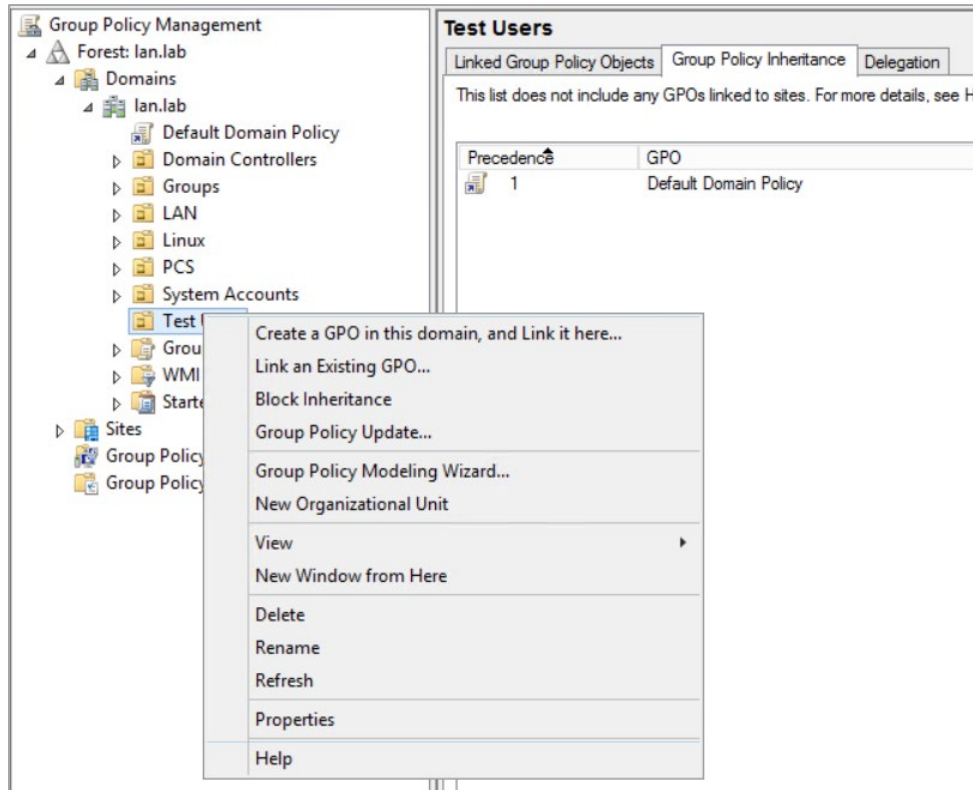 Group Policy Management
Forest: lan.lab
Domains
lan.lab
Default Domain Policy
Domain Controllers
Groups
LAN
Linux
PCS
System Accounts
Test
Grou
WMI
Starte
Sites
Group Policy
Group Policy
Create a GPO in this domain, and Link it here...
Link an Existing GPO...
Block Inheritance
Group Policy Update...
Group Policy Modeling Wizard...
New Organizational Unit
View
New Window from Here
Delete
Rename
Refresh
Properties
Help
Test Users
Linked Group Policy Objects Group Policy Inheritance Delegation
This list does not include any GPOs linked to sites. For more details, see H
Precedence GPO
1 Default Domain Policy